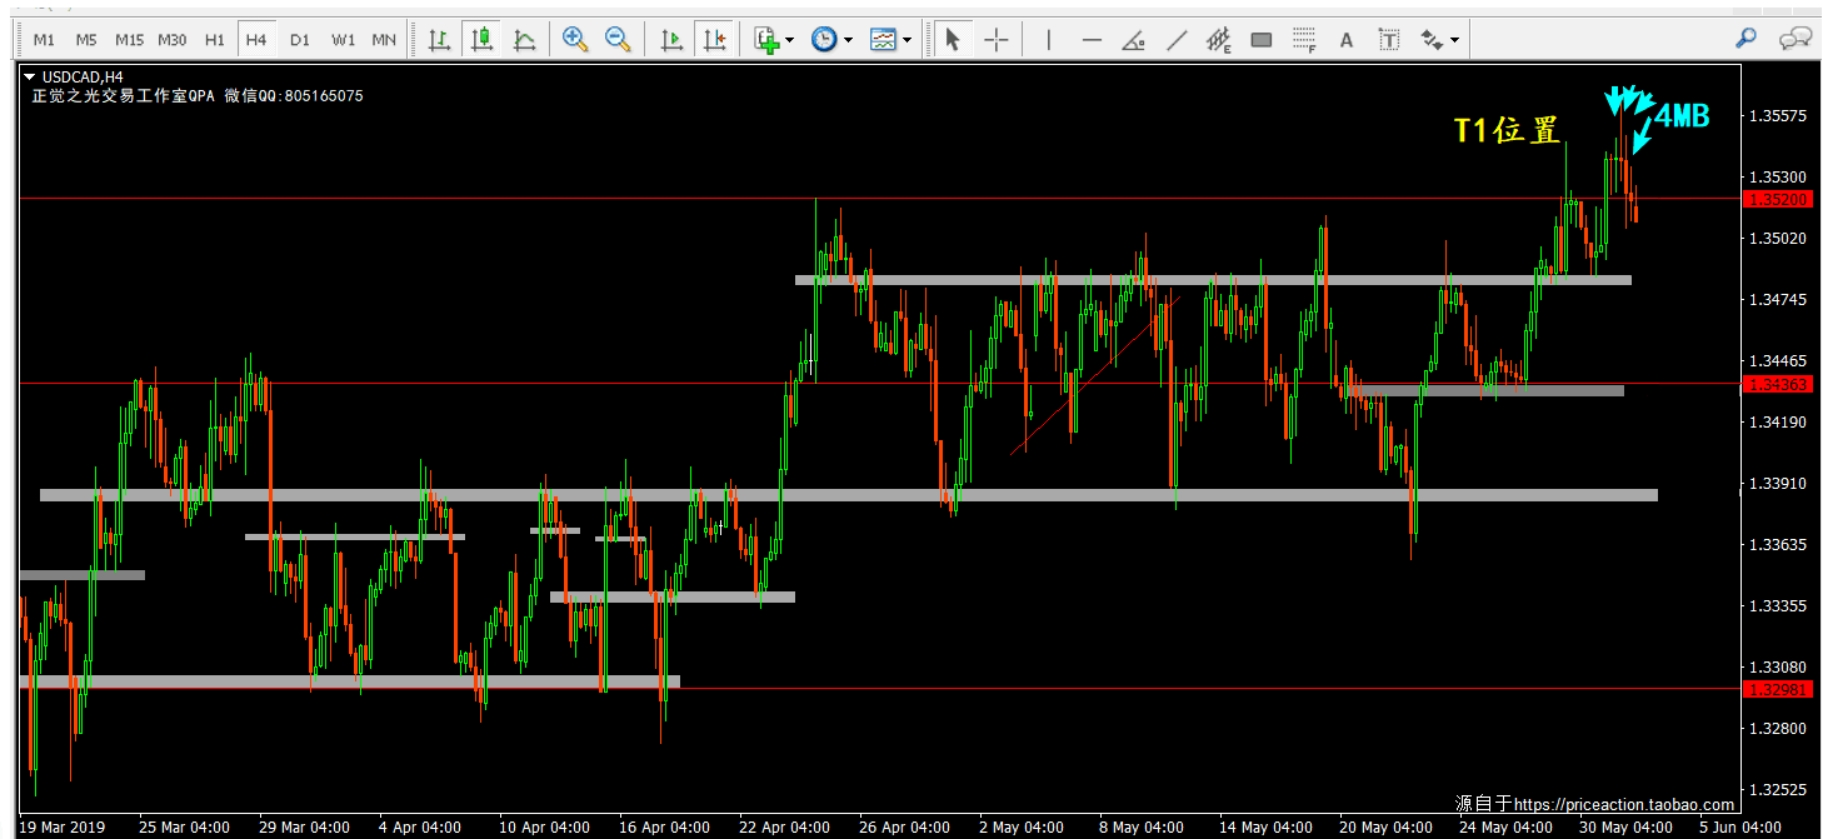 M1 M5 M15 M30 H1 H4 D1 W1 MN E F A T
USDCAD,H4
正觉之光交易工作室QPA 微信QQ:805165075
T1位置
4MB
1.35575
1.35300
1.35200
1.35020
1.34745
1.34465
1.34363
1.34190
1.33910
1.33635
1.33355
1.33080
1.32981
1.32800
1.32525
源自于https://priceaction.taobao.com
19 Mar 2019 25 Mar 04:00 29 Mar 04:00 4 Apr 04:00 10 Apr 04:00 16 Apr 04:00 22 Apr 04:00 26 Apr 04:00 2 May 04:00 8 May 04:00 14 May 04:00 20 May 04:00 24 May 04:00 30 May 04:00 5 Jun 04:00